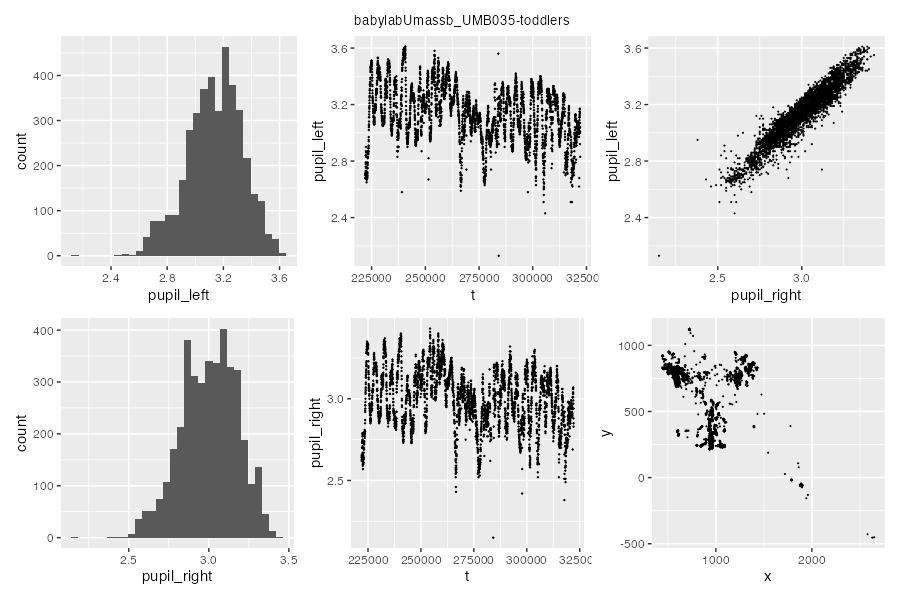 babylabUmassb_UMB035-toddlers
400
300
200
100
0
count
2.4 2.8 3.2 3.6
pupil_left
3.6
3.2
2.8
2.4
pupil_left
225000 250000 275000 300000 32500
t
3.6
3.2
2.8
2.4
pupil_left
2.5 3.0
pupil_right
400
300
200
100
0
count
2.5 3.0 3.5
pupil_right
3.0
2.5
pupil_right
225000 250000 275000 300000 32500
t
1000
500
0
-500
y
1000 2000
x